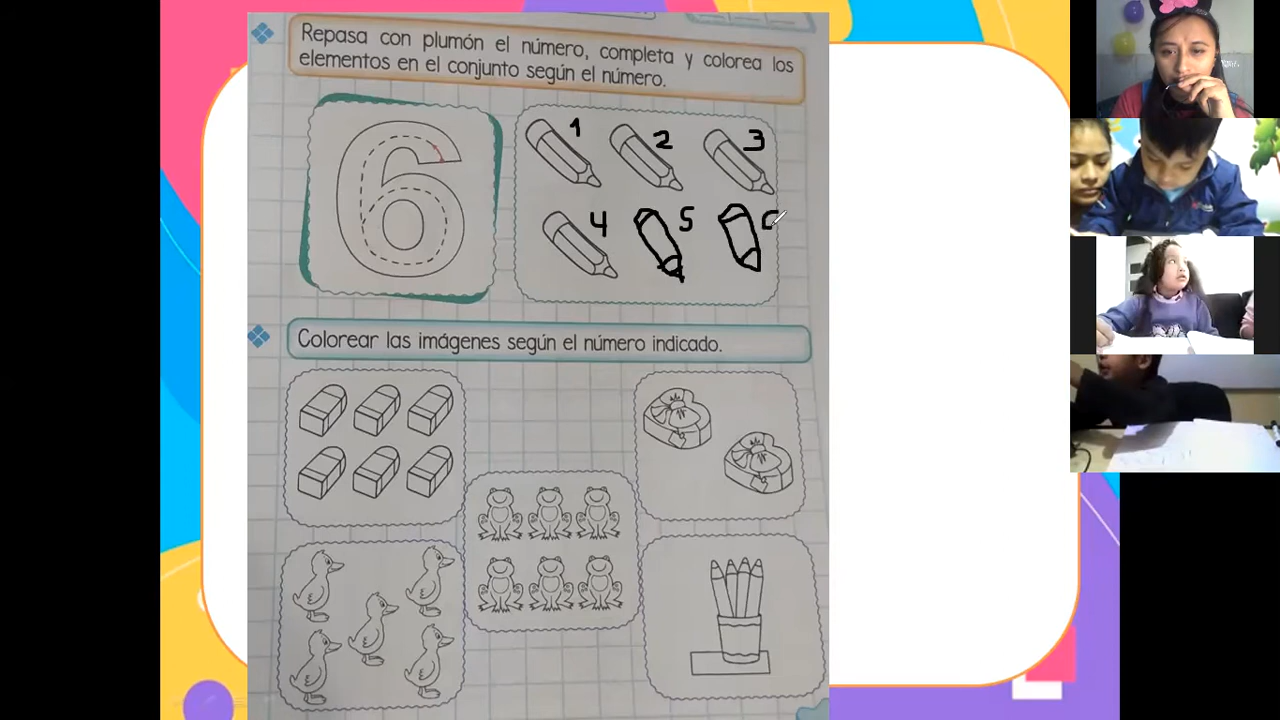 Repasa con plumón el número, completa y colorea los
elementos en el conjunto según el número.
6
1 2 3
4 5
Colorear las imágenes según el número indicado.